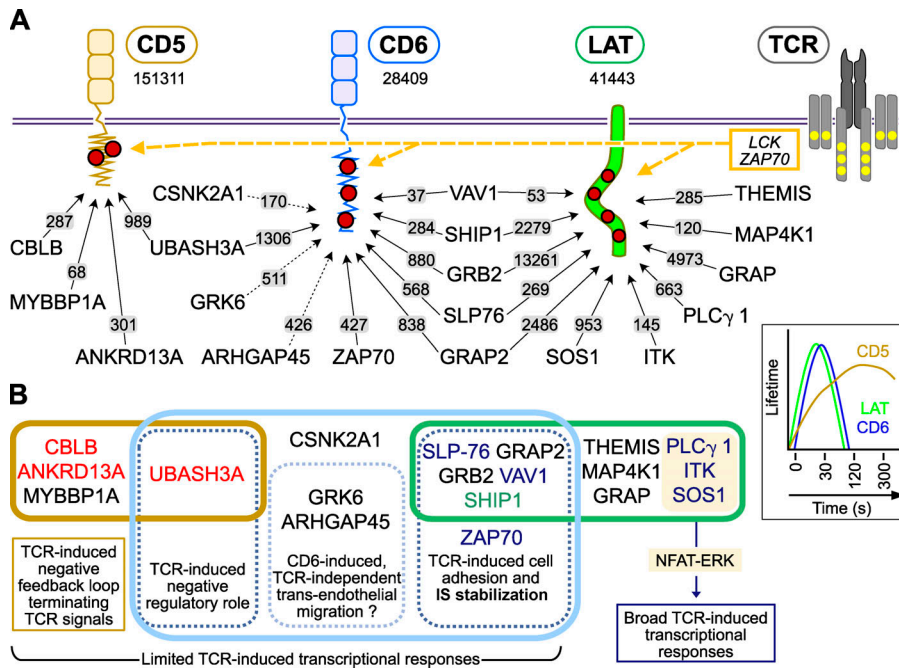 A
CD5
151311
CD6
28409
LAT
41443
TCR
LCK
ZAP70
CSNK2A1
170
37
VAV1
53
285
THEMIS
287
989
CBLB
UBASH3A
1306
284
SHIP1
2279
120
MAP4K1
880
GRB2
13261
4973
GRAP
68
MYBBP1A
511
GRK6
568
SLP76
269
663
PLCγ 1
301
ANKRD13A
426
ARHGAP45
427
ZAP70
838
GRAP2
2486
953
SOS1
145
ITK
Lifetime
CD5
LAT
CD6
0
30
120
300
Time (s)
B
CBLB
ANKRD13A
MYBBP1A
UBASH3A
CSNK2A1
GRK6
ARHGAP45
SLP-76 GRAP2
GRB2 VAV1
SHIP1
ZAP70
THEMIS
MAP4K1
GRAP
PLCγ 1
ITK
SOS1
TCR-induced
negative
feedback loop
terminating
TCR signals
TCR-induced
negative
regulatory role
CD6-induced,
TCR-independent
trans-endothelial
migration ?
TCR-induced cell
adhesion and
IS stabilization
NFAT-ERK
Broad TCR-induced
transcriptional
responses
Limited TCR-induced transcriptional responses